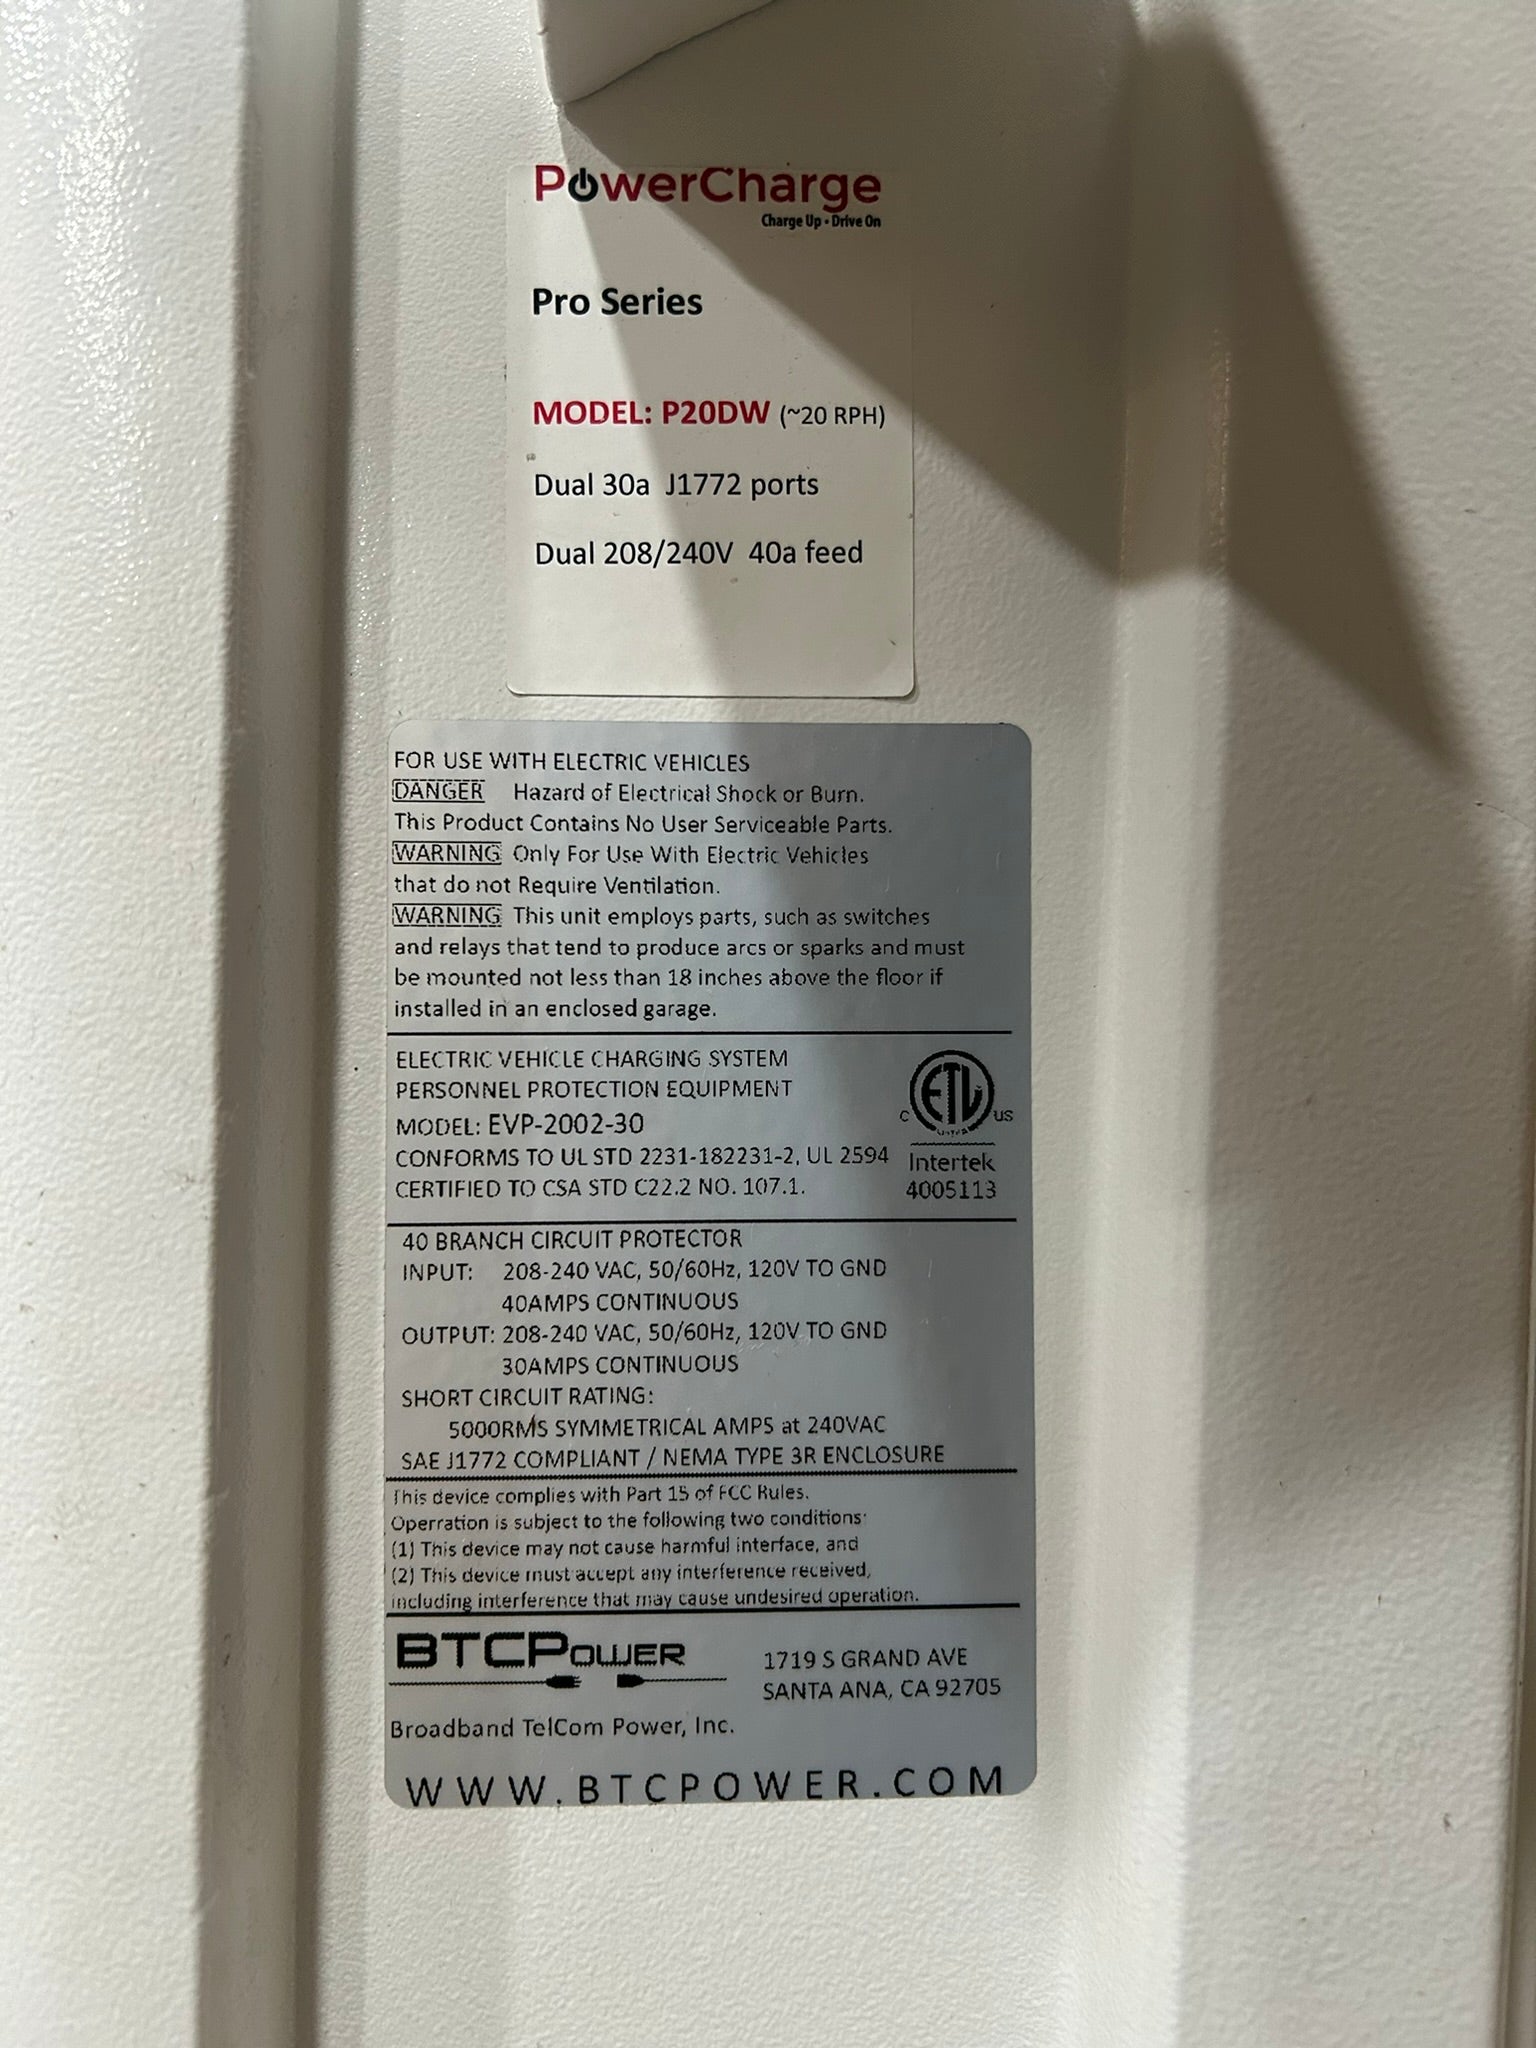 PowerCharge
Charge Up • Drive On
Pro Series
MODEL: P20DW (~20 RPH)
Dual 30a J1772 ports
Dual 208/240V 40a feed
FOR USE WITH ELECTRIC VEHICLES
DANGER Hazard of Electrical Shock or Burn.
This Product Contains No User Serviceable Parts.
WARNING Only For Use With Electric Vehicles
that do not Require Ventilation.
WARNING This unit employs parts, such as switches
and relays that tend to produce arcs or sparks and must
be mounted not less than 18 inches above the floor if
installed in an enclosed garage.
ELECTRIC VEHICLE CHARGING SYSTEM
PERSONNEL PROTECTION EQUIPMENT
MODEL: EVP-2002-30
CONFORMS TO UL STD 2231-182231-2, UL 2594
CERTIFIED TO CSA STD C22.2 NO. 107.1.
C ETL US
LISTED
Intertek
4005113
40 BRANCH CIRCUIT PROTECTOR
INPUT: 208-240 VAC, 50/60Hz, 120V TO GND
40AMPS CONTINUOUS
OUTPUT: 208-240 VAC, 50/60Hz, 120V TO GND
30AMPS CONTINUOUS
SHORT CIRCUIT RATING:
5000RMS SYMMETRICAL AMPS at 240VAC
SAE J1772 COMPLIANT / NEMA TYPE 3R ENCLOSURE
This device complies with Part 15 of FCC Rules.
Operration is subject to the following two conditions:
(1) This device may not cause harmful interface, and
(2) This device must accept any interference received,
including interference that may cause undesired operation.
BTCPower
1719 S GRAND AVE
SANTA ANA, CA 92705
Broadband TelCom Power, Inc.
WWW.BTCPOWER.COM